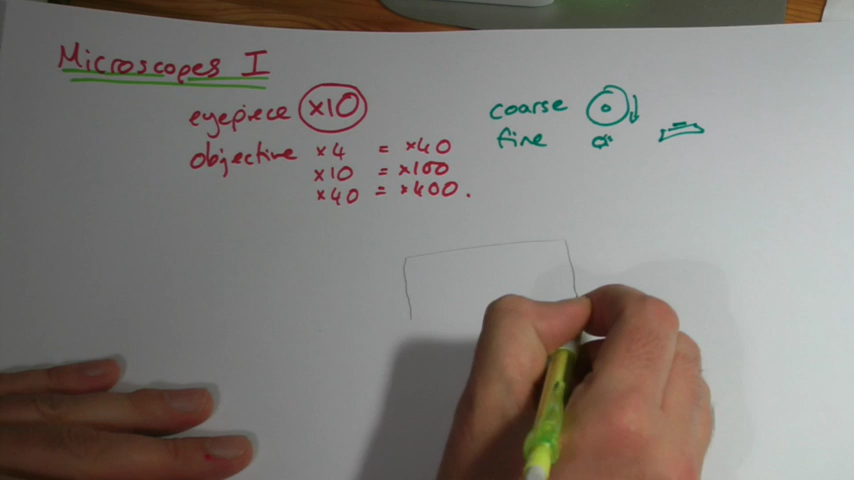 Microscopes I
eyepiece ×10
objective ×4 = ×40
×10 = ×100
×40 = ×400.
coarse
fine